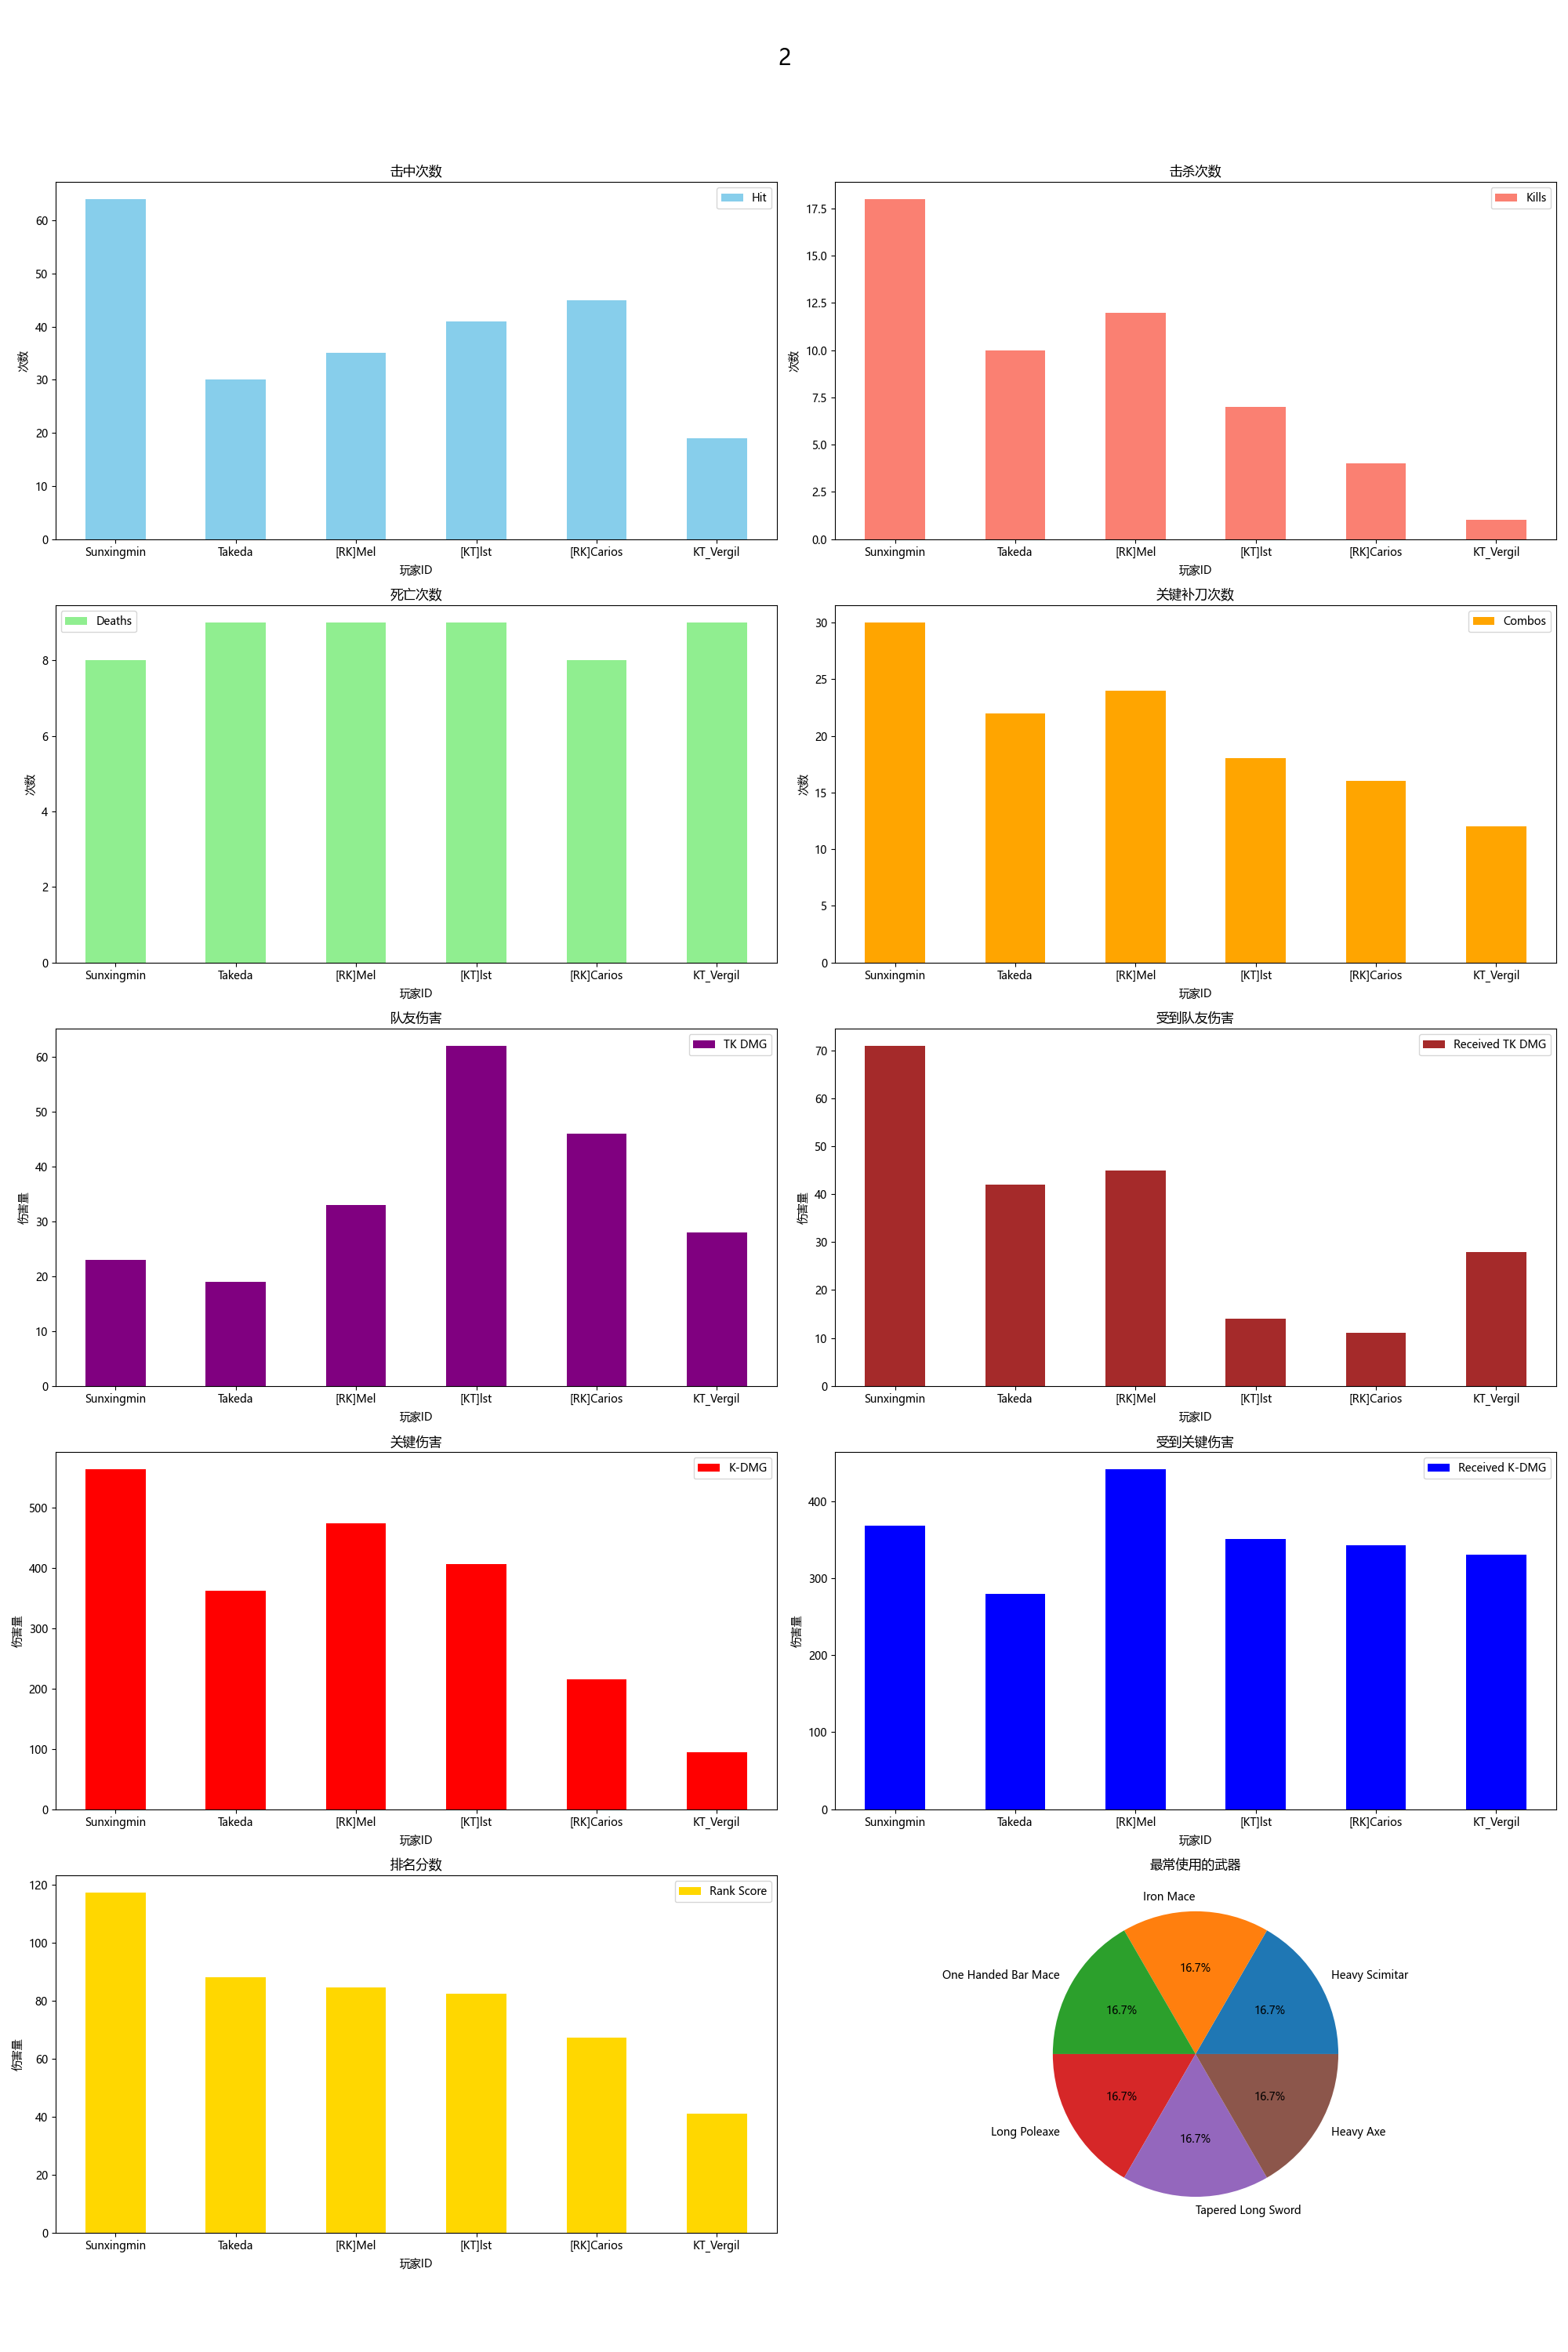 2
击中次数
Hit
60
50
40
30
20
10
0
次数
Sunxingmin Takeda [RK]Mel [KT]lst [RK]Carios KT_Vergil
玩家ID
击杀次数
Kills
17.5
15.0
12.5
10.0
7.5
5.0
2.5
0.0
次数
Sunxingmin Takeda [RK]Mel [KT]lst [RK]Carios KT_Vergil
玩家ID
死亡次数
Deaths
8
6
4
2
0
次数
Sunxingmin Takeda [RK]Mel [KT]lst [RK]Carios KT_Vergil
玩家ID
关键补刀次数
Combos
30
25
20
15
10
5
0
次数
Sunxingmin Takeda [RK]Mel [KT]lst [RK]Carios KT_Vergil
玩家ID
队友伤害
TK DMG
60
50
40
30
20
10
0
伤害量
Sunxingmin Takeda [RK]Mel [KT]lst [RK]Carios KT_Vergil
玩家ID
受到队友伤害
Received TK DMG
70
60
50
40
30
20
10
0
伤害量
Sunxingmin Takeda [RK]Mel [KT]lst [RK]Carios KT_Vergil
玩家ID
关键伤害
K-DMG
500
400
300
200
100
0
伤害量
Sunxingmin Takeda [RK]Mel [KT]lst [RK]Carios KT_Vergil
玩家ID
受到关键伤害
Received K-DMG
400
300
200
100
0
伤害量
Sunxingmin Takeda [RK]Mel [KT]lst [RK]Carios KT_Vergil
玩家ID
排名分数
Rank Score
120
100
80
60
40
20
0
伤害量
Sunxingmin Takeda [RK]Mel [KT]lst [RK]Carios KT_Vergil
玩家ID
最常使用的武器
Iron Mace
16.7%
One Handed Bar Mace
Heavy Scimitar
16.7%
16.7%
16.7%
16.7%
Long Poleaxe
Heavy Axe
16.7%
Tapered Long Sword